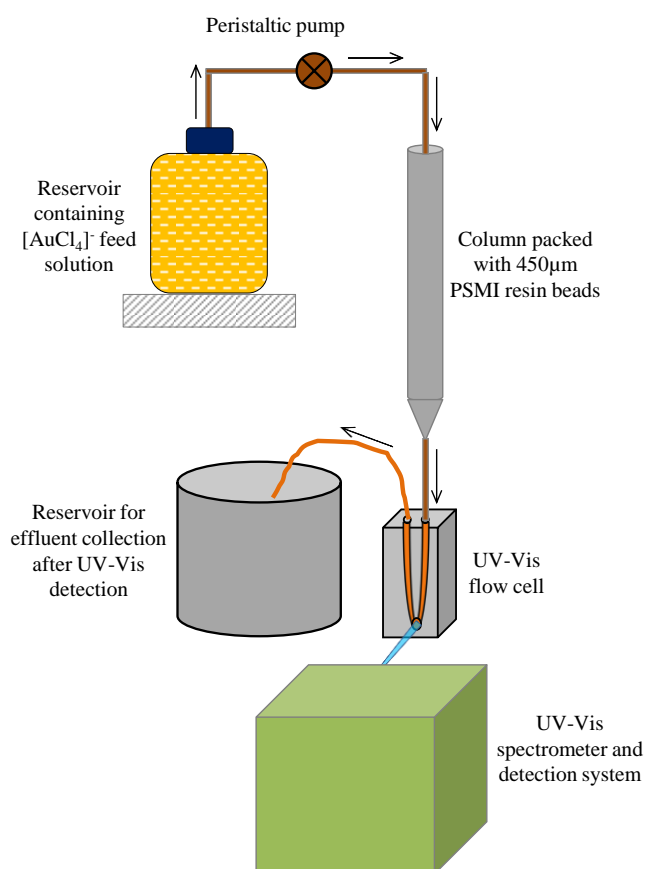 Peristaltic pump
Reservoir
containing
[AuCl₄]⁻ feed
solution
Column packed
with 450µm
PSMI resin beads
Reservoir for
effluent collection
after UV-Vis
detection
UV-Vis
flow cell
UV-Vis
spectrometer and
detection system